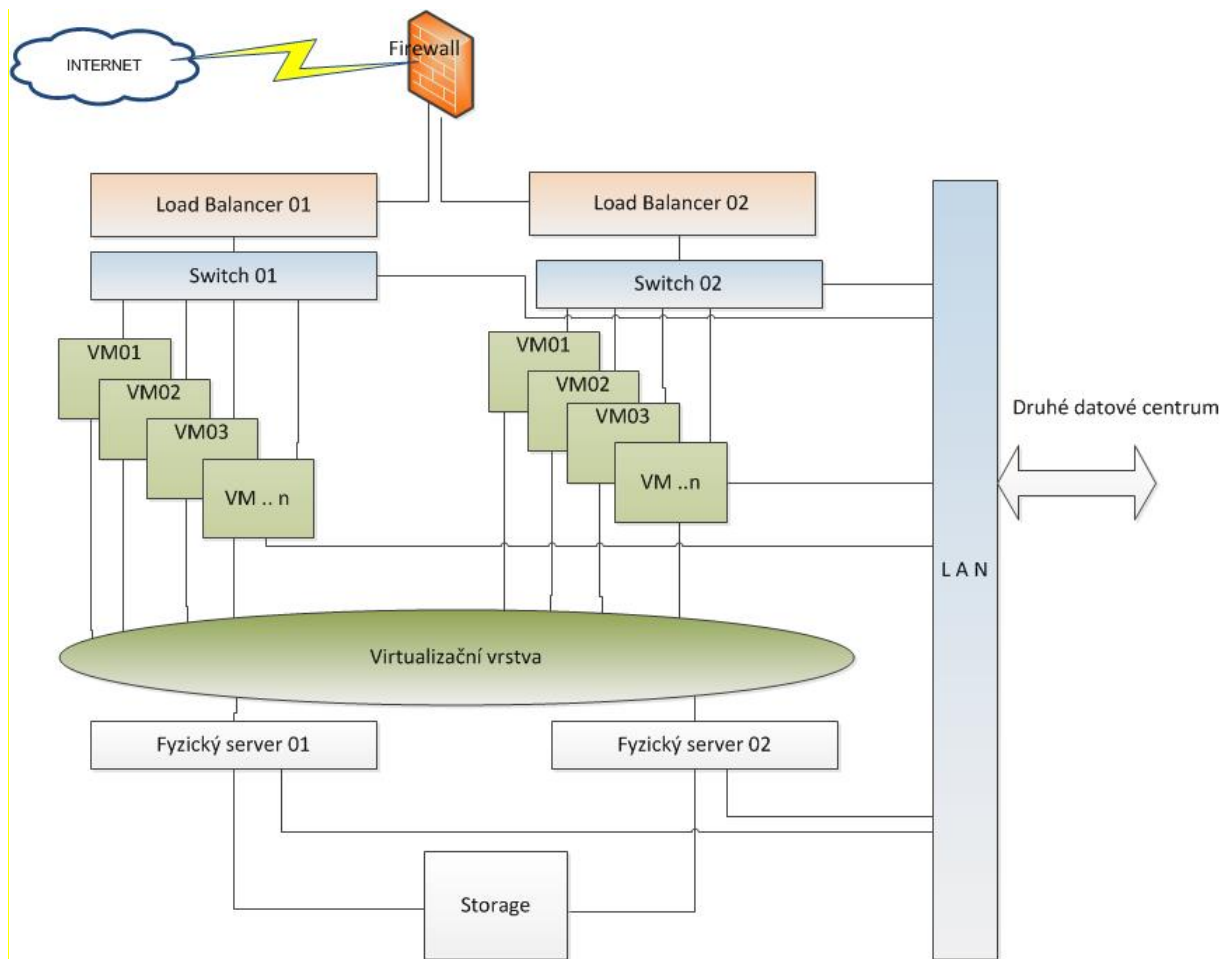 INTERNET
Firewall
Load Balancer 01
Load Balancer 02
Switch 01
Switch 02
VM01
VM02
VM03
VM .. n
VM01
VM02
VM03
VM ..n
Druhé datové centrum
L A N
Virtualizační vrstva
Fyzický server 01
Fyzický server 02
Storage